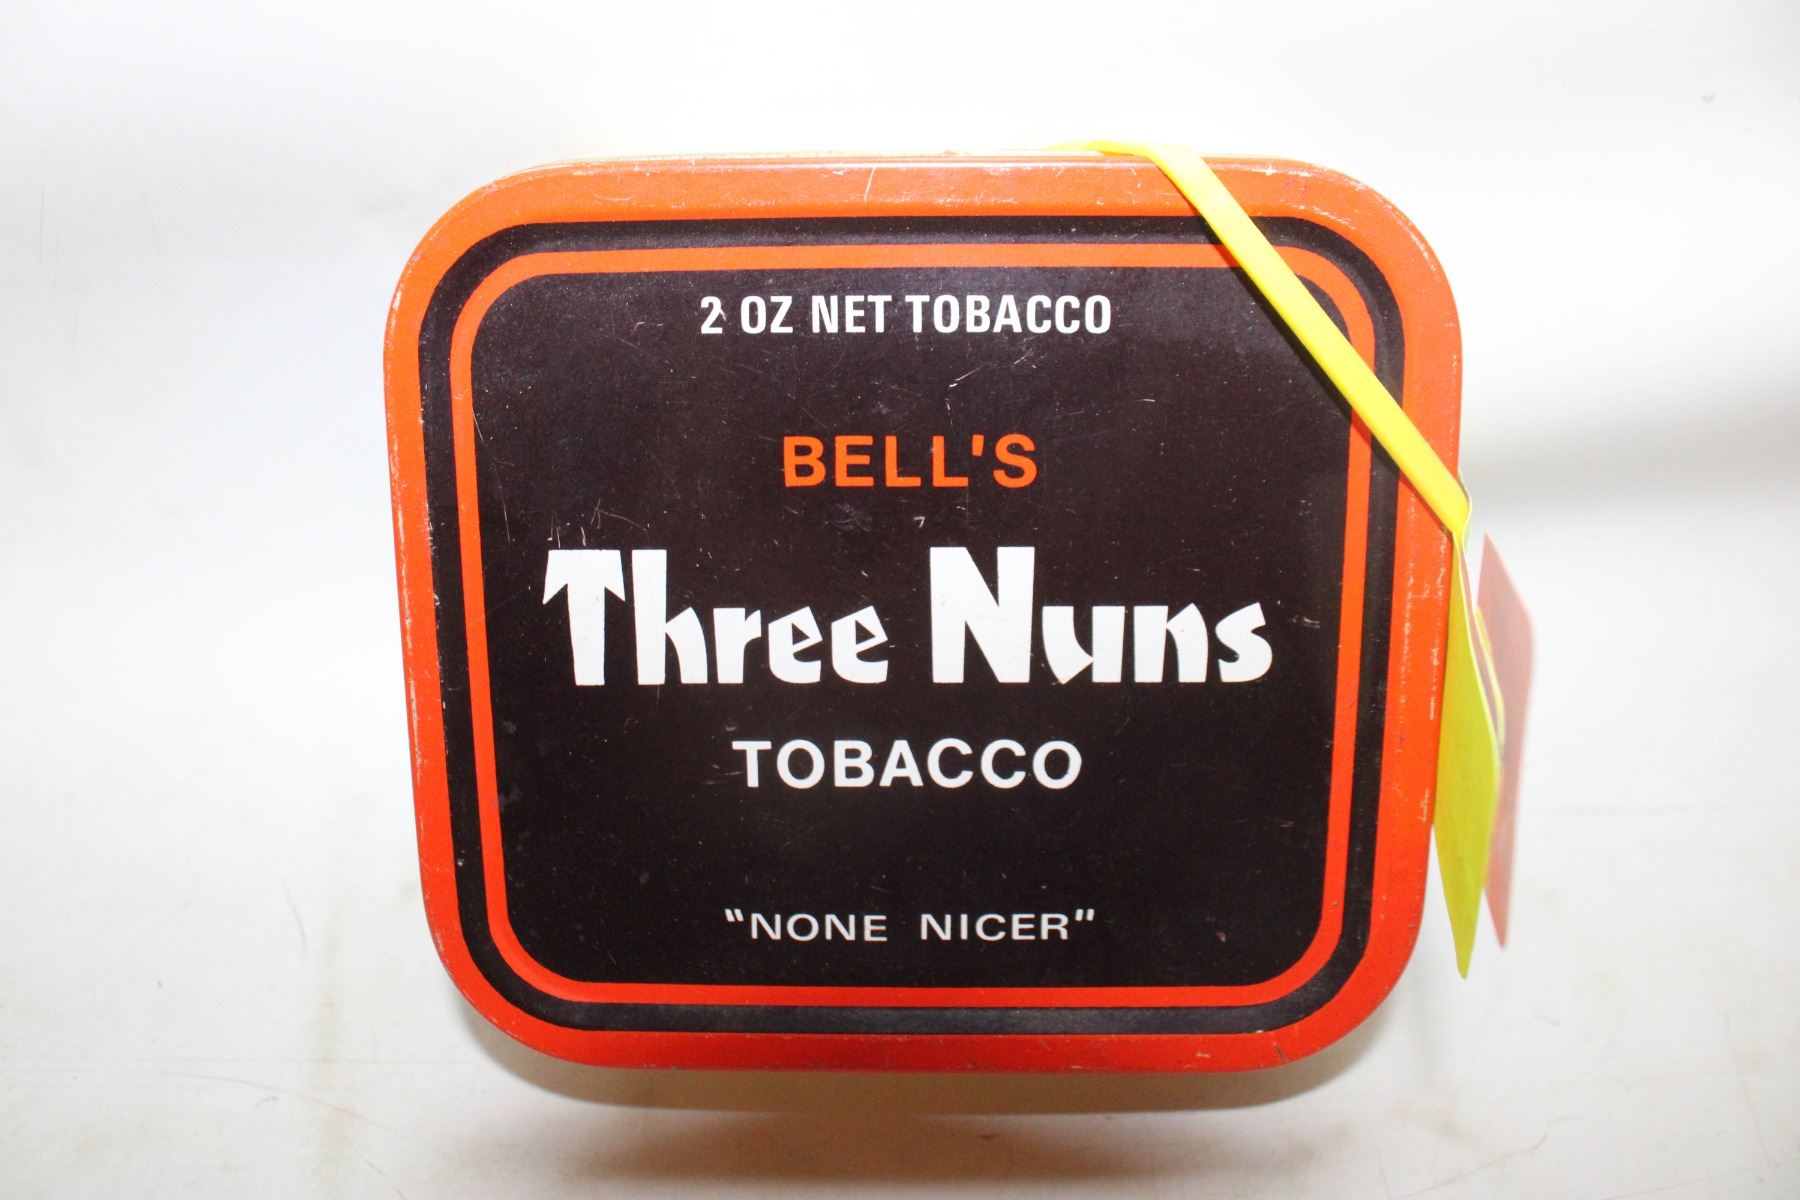 2 OZ NET TOBACCO
BELL'S
Three Nuns
TOBACCO
"NONE NICER"